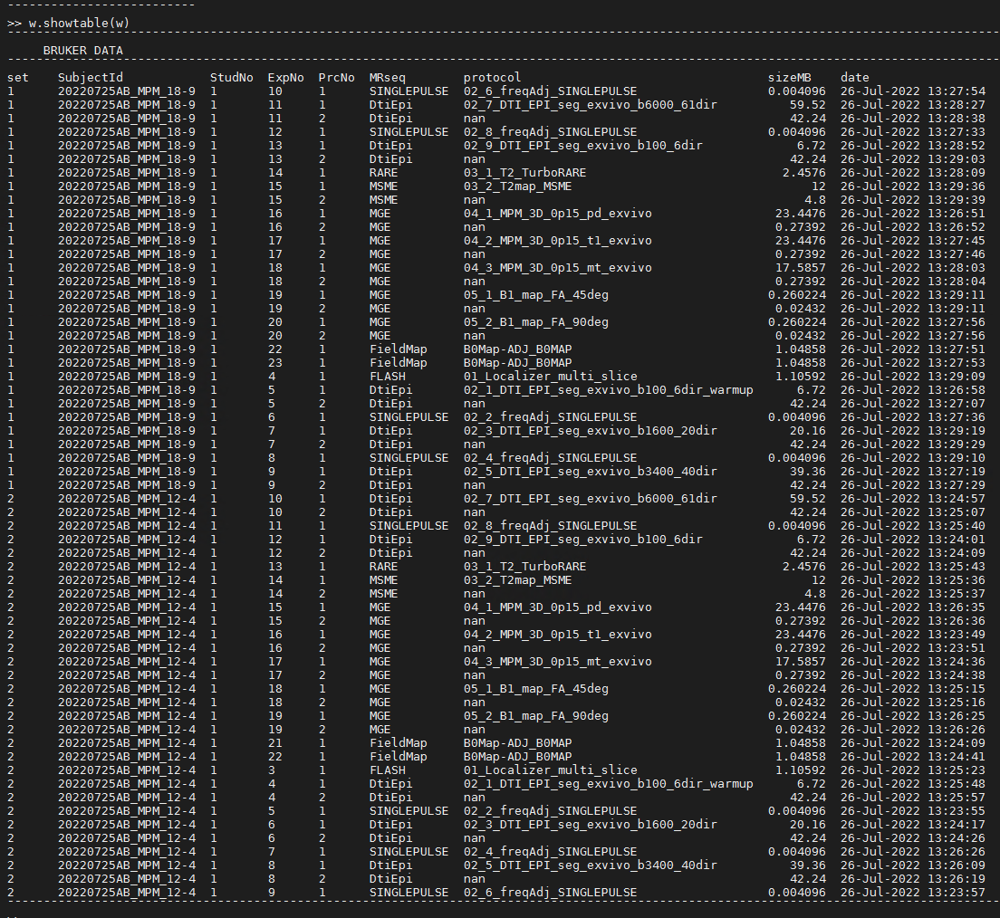 ---------------------------
>> w.showtable(w)
-----------------------------------------------------------------------------------------------------------------------------------------
     BRUKER DATA
-----------------------------------------------------------------------------------------------------------------------------------------
set    SubjectId            StudNo  ExpNo  PrcNo  MRseq        protocol                                  sizeMB    date
1      20220725AB_MPM_18-9  1       10     1      SINGLEPULSE  02_6_freqAdj_SINGLEPULSE                  0.004096  26-Jul-2022 13:27:54
1      20220725AB_MPM_18-9  1       11     1      DtiEpi       02_7_DTI_EPI_seg_exvivo_b6000_61dir          59.52  26-Jul-2022 13:28:27
1      20220725AB_MPM_18-9  1       11     2      DtiEpi       nan                                          42.24  26-Jul-2022 13:28:38
1      20220725AB_MPM_18-9  1       12     1      SINGLEPULSE  02_8_freqAdj_SINGLEPULSE                  0.004096  26-Jul-2022 13:27:33
1      20220725AB_MPM_18-9  1       13     1      DtiEpi       02_9_DTI_EPI_seg_exvivo_b100_6dir             6.72  26-Jul-2022 13:28:52
1      20220725AB_MPM_18-9  1       13     2      DtiEpi       nan                                          42.24  26-Jul-2022 13:29:03
1      20220725AB_MPM_18-9  1       14     1      RARE         03_1_T2_TurboRARE                           2.4576  26-Jul-2022 13:28:09
1      20220725AB_MPM_18-9  1       15     1      MSME         03_2_T2map_MSME                                 12  26-Jul-2022 13:29:36
1      20220725AB_MPM_18-9  1       15     2      MSME         nan                                            4.8  26-Jul-2022 13:29:39
1      20220725AB_MPM_18-9  1       16     1      MGE          04_1_MPM_3D_0p15_pd_exvivo                 23.4476  26-Jul-2022 13:26:51
1      20220725AB_MPM_18-9  1       16     2      MGE          nan                                        0.27392  26-Jul-2022 13:26:52
1      20220725AB_MPM_18-9  1       17     1      MGE          04_2_MPM_3D_0p15_t1_exvivo                 23.4476  26-Jul-2022 13:27:45
1      20220725AB_MPM_18-9  1       17     2      MGE          nan                                        0.27392  26-Jul-2022 13:27:46
1      20220725AB_MPM_18-9  1       18     1      MGE          04_3_MPM_3D_0p15_mt_exvivo                 17.5857  26-Jul-2022 13:28:03
1      20220725AB_MPM_18-9  1       18     2      MGE          nan                                        0.27392  26-Jul-2022 13:28:04
1      20220725AB_MPM_18-9  1       19     1      MGE          05_1_B1_map_FA_45deg                      0.260224  26-Jul-2022 13:29:11
1      20220725AB_MPM_18-9  1       19     2      MGE          nan                                        0.02432  26-Jul-2022 13:29:11
1      20220725AB_MPM_18-9  1       20     1      MGE          05_2_B1_map_FA_90deg                      0.260224  26-Jul-2022 13:27:56
1      20220725AB_MPM_18-9  1       20     2      MGE          nan                                        0.02432  26-Jul-2022 13:27:56
1      20220725AB_MPM_18-9  1       22     1      FieldMap     B0Map-ADJ_B0MAP                            1.04858  26-Jul-2022 13:27:51
1      20220725AB_MPM_18-9  1       23     1      FieldMap     B0Map-ADJ_B0MAP                            1.04858  26-Jul-2022 13:27:53
1      20220725AB_MPM_18-9  1       4      1      FLASH        01_Localizer_multi_slice                   1.10592  26-Jul-2022 13:29:09
1      20220725AB_MPM_18-9  1       5      1      DtiEpi       02_1_DTI_EPI_seg_exvivo_b100_6dir_warmup      6.72  26-Jul-2022 13:26:58
1      20220725AB_MPM_18-9  1       5      2      DtiEpi       nan                                          42.24  26-Jul-2022 13:27:07
1      20220725AB_MPM_18-9  1       6      1      SINGLEPULSE  02_2_freqAdj_SINGLEPULSE                  0.004096  26-Jul-2022 13:27:36
1      20220725AB_MPM_18-9  1       7      1      DtiEpi       02_3_DTI_EPI_seg_exvivo_b1600_20dir          20.16  26-Jul-2022 13:29:19
1      20220725AB_MPM_18-9  1       7      2      DtiEpi       nan                                          42.24  26-Jul-2022 13:29:29
1      20220725AB_MPM_18-9  1       8      1      SINGLEPULSE  02_4_freqAdj_SINGLEPULSE                  0.004096  26-Jul-2022 13:29:10
1      20220725AB_MPM_18-9  1       9      1      DtiEpi       02_5_DTI_EPI_seg_exvivo_b3400_40dir          39.36  26-Jul-2022 13:27:19
1      20220725AB_MPM_18-9  1       9      2      DtiEpi       nan                                          42.24  26-Jul-2022 13:27:29
2      20220725AB_MPM_12-4  1       10     1      DtiEpi       02_7_DTI_EPI_seg_exvivo_b6000_61dir          59.52  26-Jul-2022 13:24:57
2      20220725AB_MPM_12-4  1       10     2      DtiEpi       nan                                          42.24  26-Jul-2022 13:25:07
2      20220725AB_MPM_12-4  1       11     1      SINGLEPULSE  02_8_freqAdj_SINGLEPULSE                  0.004096  26-Jul-2022 13:25:40
2      20220725AB_MPM_12-4  1       12     1      DtiEpi       02_9_DTI_EPI_seg_exvivo_b100_6dir             6.72  26-Jul-2022 13:24:01
2      20220725AB_MPM_12-4  1       12     2      DtiEpi       nan                                          42.24  26-Jul-2022 13:24:09
2      20220725AB_MPM_12-4  1       13     1      RARE         03_1_T2_TurboRARE                           2.4576  26-Jul-2022 13:25:43
2      20220725AB_MPM_12-4  1       14     1      MSME         03_2_T2map_MSME                                 12  26-Jul-2022 13:25:36
2      20220725AB_MPM_12-4  1       14     2      MSME         nan                                            4.8  26-Jul-2022 13:25:37
2      20220725AB_MPM_12-4  1       15     1      MGE          04_1_MPM_3D_0p15_pd_exvivo                 23.4476  26-Jul-2022 13:26:35
2      20220725AB_MPM_12-4  1       15     2      MGE          nan                                        0.27392  26-Jul-2022 13:26:36
2      20220725AB_MPM_12-4  1       16     1      MGE          04_2_MPM_3D_0p15_t1_exvivo                 23.4476  26-Jul-2022 13:23:49
2      20220725AB_MPM_12-4  1       16     2      MGE          nan                                        0.27392  26-Jul-2022 13:23:51
2      20220725AB_MPM_12-4  1       17     1      MGE          04_3_MPM_3D_0p15_mt_exvivo                 17.5857  26-Jul-2022 13:24:36
2      20220725AB_MPM_12-4  1       17     2      MGE          nan                                        0.27392  26-Jul-2022 13:24:38
2      20220725AB_MPM_12-4  1       18     1      MGE          05_1_B1_map_FA_45deg                      0.260224  26-Jul-2022 13:25:15
2      20220725AB_MPM_12-4  1       18     2      MGE          nan                                        0.02432  26-Jul-2022 13:25:16
2      20220725AB_MPM_12-4  1       19     1      MGE          05_2_B1_map_FA_90deg                      0.260224  26-Jul-2022 13:26:25
2      20220725AB_MPM_12-4  1       19     2      MGE          nan                                        0.02432  26-Jul-2022 13:26:26
2      20220725AB_MPM_12-4  1       21     1      FieldMap     B0Map-ADJ_B0MAP                            1.04858  26-Jul-2022 13:24:09
2      20220725AB_MPM_12-4  1       22     1      FieldMap     B0Map-ADJ_B0MAP                            1.04858  26-Jul-2022 13:24:41
2      20220725AB_MPM_12-4  1       3      1      FLASH        01_Localizer_multi_slice                   1.10592  26-Jul-2022 13:25:23
2      20220725AB_MPM_12-4  1       4      1      DtiEpi       02_1_DTI_EPI_seg_exvivo_b100_6dir_warmup      6.72  26-Jul-2022 13:25:48
2      20220725AB_MPM_12-4  1       4      2      DtiEpi       nan                                          42.24  26-Jul-2022 13:25:57
2      20220725AB_MPM_12-4  1       5      1      SINGLEPULSE  02_2_freqAdj_SINGLEPULSE                  0.004096  26-Jul-2022 13:23:55
2      20220725AB_MPM_12-4  1       6      1      DtiEpi       02_3_DTI_EPI_seg_exvivo_b1600_20dir          20.16  26-Jul-2022 13:24:17
2      20220725AB_MPM_12-4  1       6      2      DtiEpi       nan                                          42.24  26-Jul-2022 13:24:26
2      20220725AB_MPM_12-4  1       7      1      SINGLEPULSE  02_4_freqAdj_SINGLEPULSE                  0.004096  26-Jul-2022 13:26:26
2      20220725AB_MPM_12-4  1       8      1      DtiEpi       02_5_DTI_EPI_seg_exvivo_b3400_40dir          39.36  26-Jul-2022 13:26:09
2      20220725AB_MPM_12-4  1       8      2      DtiEpi       nan                                          42.24  26-Jul-2022 13:26:19
2      20220725AB_MPM_12-4  1       9      1      SINGLEPULSE  02_6_freqAdj_SINGLEPULSE                  0.004096  26-Jul-2022 13:23:57
-----------------------------------------------------------------------------------------------------------------------------------------